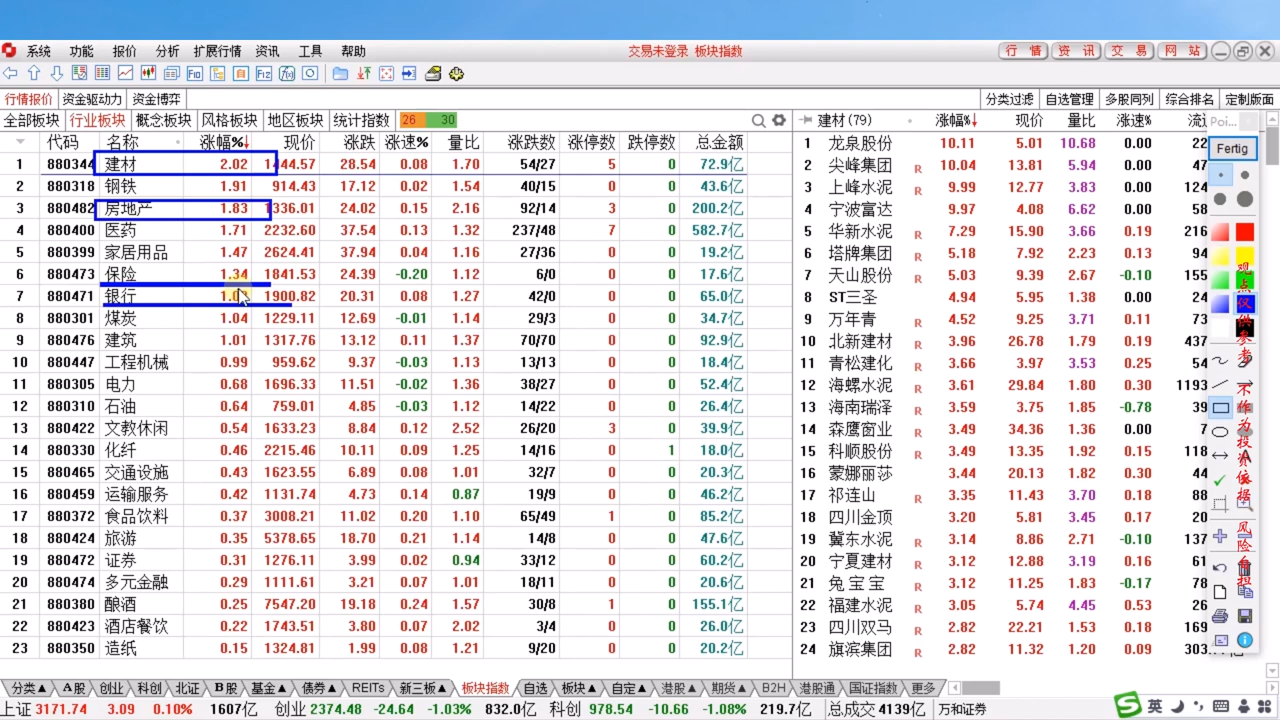 系统 功能 报价 分析 扩展行情 资讯 工具 帮助 交易未登录 板块指数 行情 资讯 交易 网站
行情报价 资金驱动力 资金博弈 分类过滤 自选管理 多股同列 综合排名 定制版面
全部板块 行业板块 概念板块 风格板块 地区板块 统计指数 26 30
代码 名称 涨幅%↓ 现价 涨跌 涨速% 量比 涨跌数 涨停数 跌停数 总金额
1 880344 建材 2.02 1444.57 28.54 0.08 1.70 54/27 5 0 72.9亿
2 880318 钢铁 1.91 914.43 17.12 0.02 1.54 40/15 0 0 43.6亿
3 880482 房地产 1.83 1336.01 24.02 0.15 2.16 92/14 3 0 200.2亿
4 880400 医药 1.71 2232.60 37.54 0.13 1.32 237/48 7 0 582.7亿
5 880399 家居用品 1.47 2624.41 37.94 0.04 1.16 27/36 0 0 19.2亿
6 880473 保险 1.34 1841.53 24.39 -0.20 1.12 6/0 0 0 17.6亿
7 880471 银行 1900.82 20.31 0.08 1.27 42/0 0 0 65.0亿
8 880301 煤炭 1.04 1229.11 12.69 -0.01 1.14 29/3 0 0 34.7亿
9 880476 建筑 1.01 1317.76 13.12 0.11 1.37 70/70 0 0 92.9亿
10 880447 工程机械 0.99 959.62 9.37 -0.03 1.13 13/13 0 0 18.4亿
11 880305 电力 0.68 1696.33 11.51 -0.02 1.36 38/27 0 0 52.4亿
12 880310 石油 0.64 759.01 4.85 -0.03 1.12 14/22 0 0 26.4亿
13 880422 文教休闲 0.54 1633.23 8.84 0.12 2.52 26/20 3 0 39.9亿
14 880330 化纤 0.46 2215.46 10.11 0.09 1.25 14/16 0 1 18.0亿
15 880465 交通设施 0.43 1623.55 6.89 0.08 1.01 32/7 0 0 20.3亿
16 880459 运输服务 0.42 1131.74 4.73 0.14 0.87 19/9 0 0 46.2亿
17 880372 食品饮料 0.37 3008.21 11.02 0.20 1.10 65/49 1 0 85.2亿
18 880424 旅游 0.35 5378.65 18.70 0.21 1.14 14/8 0 0 47.6亿
19 880472 证券 0.31 1276.11 3.99 0.02 0.94 33/12 0 0 60.2亿
20 880474 多元金融 0.29 1111.61 3.21 0.07 1.01 18/11 0 0 20.6亿
21 880380 酿酒 0.25 7547.20 19.18 0.24 1.57 30/8 1 0 155.1亿
22 880423 酒店餐饮 0.22 1743.51 3.80 0.07 2.02 3/4 0 0 26.0亿
23 880350 造纸 0.15 1324.81 1.99 0.08 1.21 9/20 0 0 20.2亿
建材(79) 涨幅%↓ 现价 量比 涨速%
1 龙泉股份 10.11 5.01 10.68 0.00 22
2 尖峰集团 R 10.04 13.81 5.94 0.00 47
3 上峰水泥 R 9.99 12.77 3.83 0.00 124
4 宁波富达 9.97 4.08 6.62 0.00 58
5 华新水泥 R 7.29 15.90 3.66 0.19 216
6 塔牌集团 R 5.18 7.92 2.23 0.13 95
7 天山股份 R 5.03 9.39 2.67 -0.10 155
8 ST三圣 4.94 5.95 1.38 0.00 24
9 万年青 R 4.52 9.25 3.71 0.11 73
10 北新建材 R 3.96 26.78 1.79 0.19 437
11 青松建化 R 3.66 3.97 3.53 0.25 54
12 海螺水泥 R 3.61 29.84 1.80 0.30 1193
13 海南瑞泽 R 3.59 3.75 1.85 -0.78 39
14 森鹰窗业 R 3.49 34.36 1.36 0.00 7
15 科顺股份 R 3.49 13.35 1.92 0.15 118
16 蒙娜丽莎 3.44 20.13 1.82 0.30 44
17 祁连山 R 3.35 11.43 3.70 0.18 88
18 四川金顶 3.20 5.81 3.45 0.17 20
19 冀东水泥 R 3.14 8.86 2.71 -0.10 137
20 宁夏建材 R 3.12 12.88 3.19 0.16 61
21 兔宝宝 R 3.12 11.25 1.83 -0.17 78
22 福建水泥 R 3.05 5.74 4.45 0.53 26
23 四川双马 R 2.82 22.21 1.53 0.18 169
24 旗滨集团 R 2.82 11.32 1.20 0.09
Poi...
Fertig
观点仅供参考
不作为投资依据
风险自担
分类▲ A股 创业 科创 北证 B股 基金▲ 债券▲ REITs 新三板▲ 板块指数 自选 板块▲ 自定▲ 港股▲ 期货▲ B2H 港股通 国证指数 更多
上证 3171.74 3.09 0.10% 1607亿 创业 2374.48 -24.64 -1.03% 832.0亿 科创 978.54 -10.66 -1.08% 219.7亿 总成交 4139亿 万和证券
英